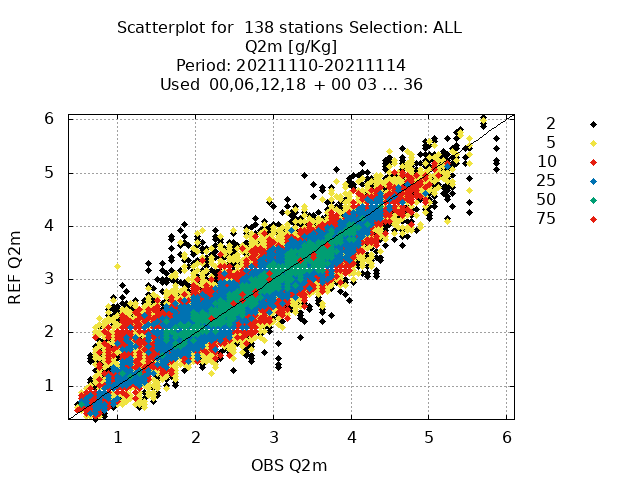 Scatterplot for  138 stations Selection: ALL
Q2m [g/Kg]
Period: 20211110-20211114
Used  00,06,12,18  + 00 03 ... 36
2
5
10
25
50
75
6
5
4
3
2
1
REF Q2m
1 2 3 4 5 6
OBS Q2m